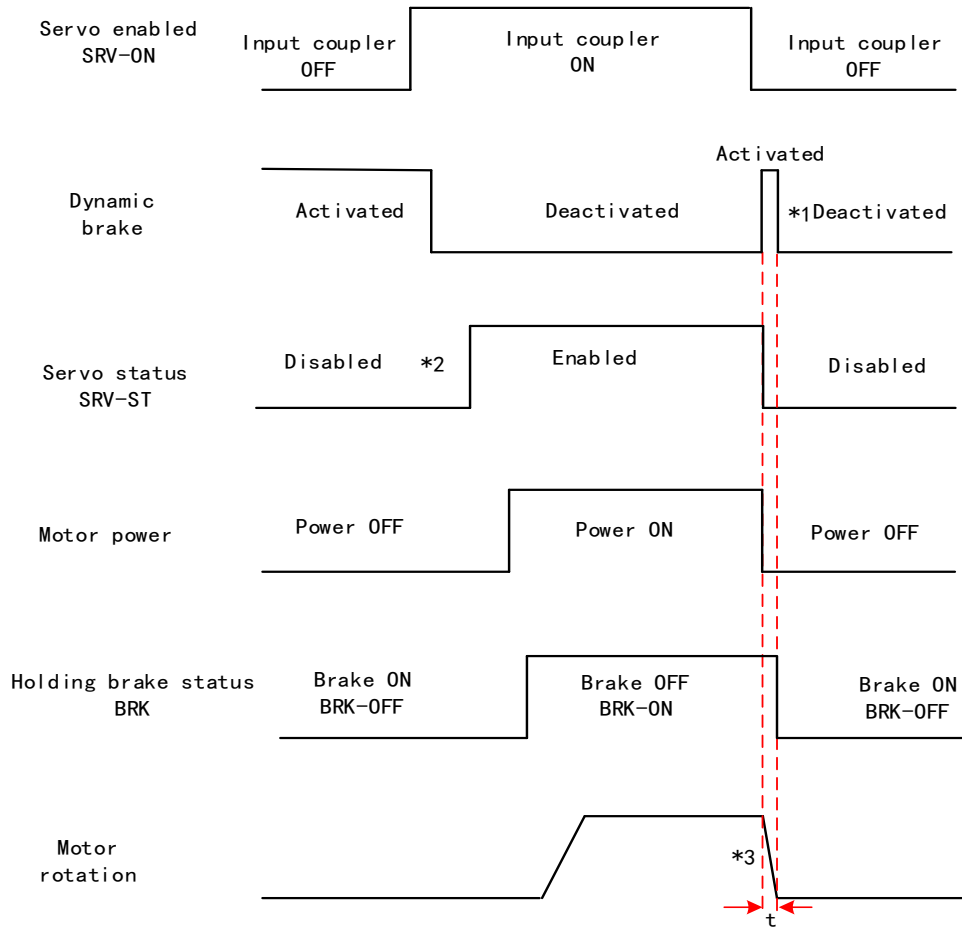 Servo enabled
SRV-ON
Input coupler
OFF
Input coupler
ON
Input coupler
OFF
Dynamic
brake
Activated
Deactivated
Activated
*1Deactivated
Servo status
SRV-ST
Disabled
*2
Enabled
Disabled
Motor power
Power OFF
Power ON
Power OFF
Holding brake status
BRK
Brake ON
BRK-OFF
Brake OFF
BRK-ON
Brake ON
BRK-OFF
Motor
rotation
*3
t